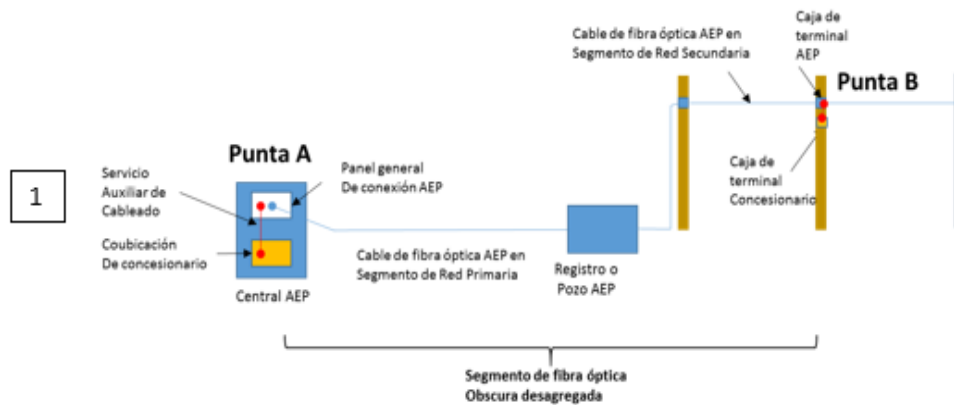 1
Punta A
Servicio
Auxiliar de
Cableado
Coubicación
De concesionario
Panel general
De conexión AEP
Central AEP
Cable de fibra óptica AEP en
Segmento de Red Primaria
Registro o
Pozo AEP
Cable de fibra óptica AEP en
Segmento de Red Secundaria
Caja de
terminal
AEP
Punta B
Caja de
terminal
Concesionario
Segmento de fibra óptica
Obscura desagregada